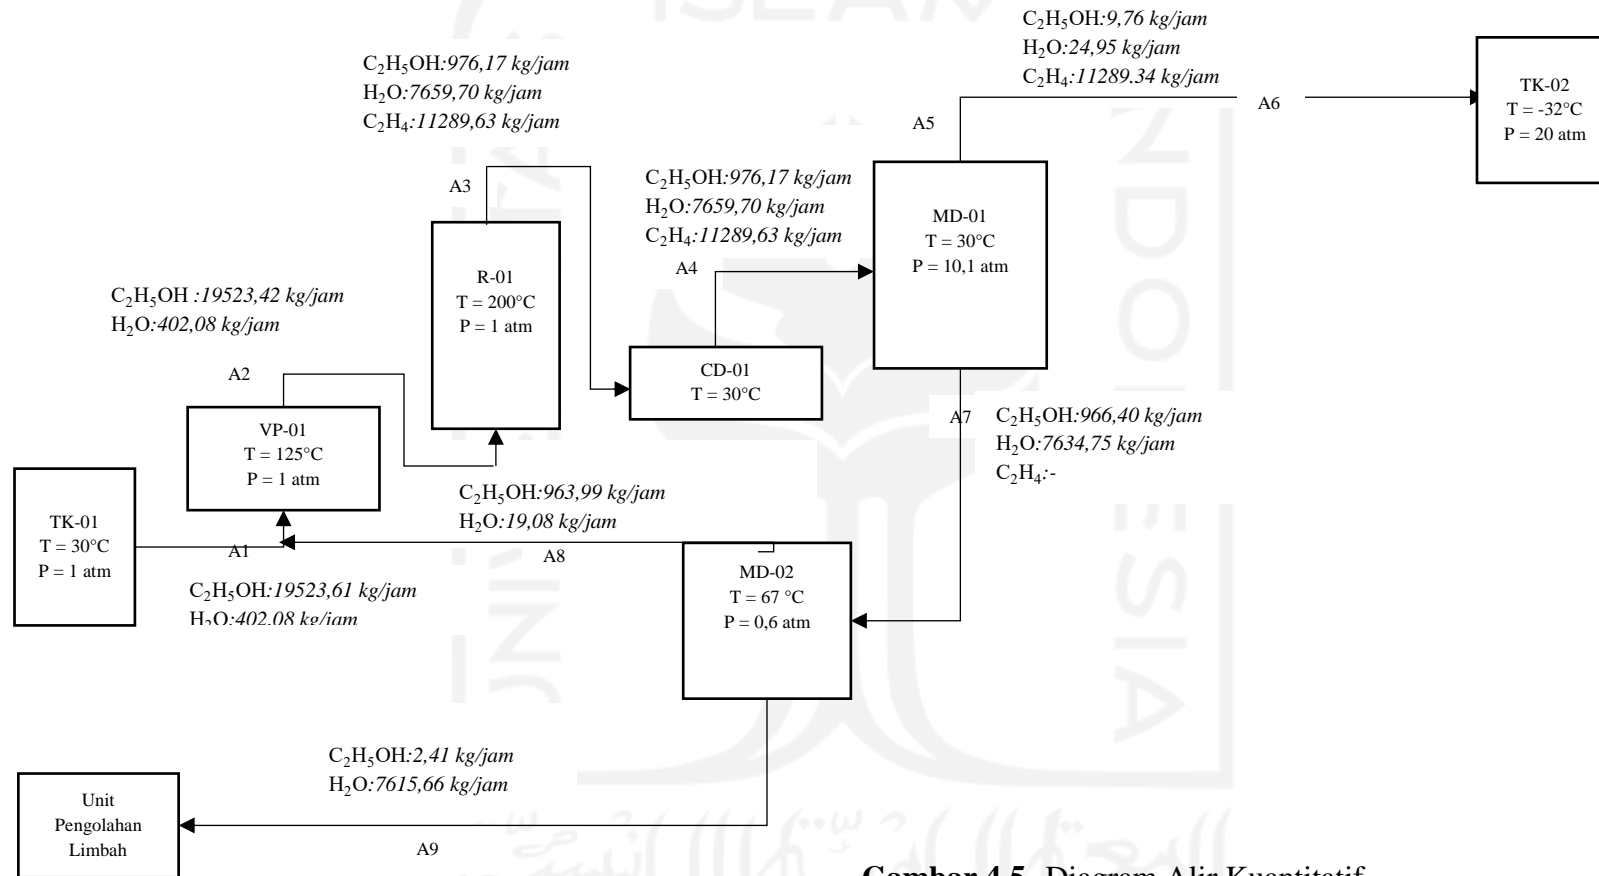 C₂H₅OH:9,76 kg/jam
H₂O:24,95 kg/jam
C₂H₄:11289.34 kg/jam
C₂H₅OH:976,17 kg/jam
H₂O:7659,70 kg/jam
C₂H₄:11289,63 kg/jam
TK-02
T = -32°C
P = 20 atm
A5
A6
A3
C₂H₅OH:976,17 kg/jam
H₂O:7659,70 kg/jam
C₂H₄:11289,63 kg/jam
A4
MD-01
T = 30°C
P = 10,1 atm
R-01
T = 200°C
P = 1 atm
C₂H₅OH :19523,42 kg/jam
H₂O:402,08 kg/jam
A2
CD-01
T = 30°C
VP-01
T = 125°C
P = 1 atm
A7
C₂H₅OH:966,40 kg/jam
H₂O:7634,75 kg/jam
C₂H₄:-
TK-01
T = 30°C
P = 1 atm
C₂H₅OH:963,99 kg/jam
H₂O:19,08 kg/jam
A1
A8
C₂H₅OH:19523,61 kg/jam
H₂O:402,08 kg/jam
MD-02
T = 67 °C
P = 0,6 atm
C₂H₅OH:2,41 kg/jam
H₂O:7615,66 kg/jam
Unit
Pengolahan
Limbah
A9
Gambar 4.5 Diagram Alir Kuantitatif